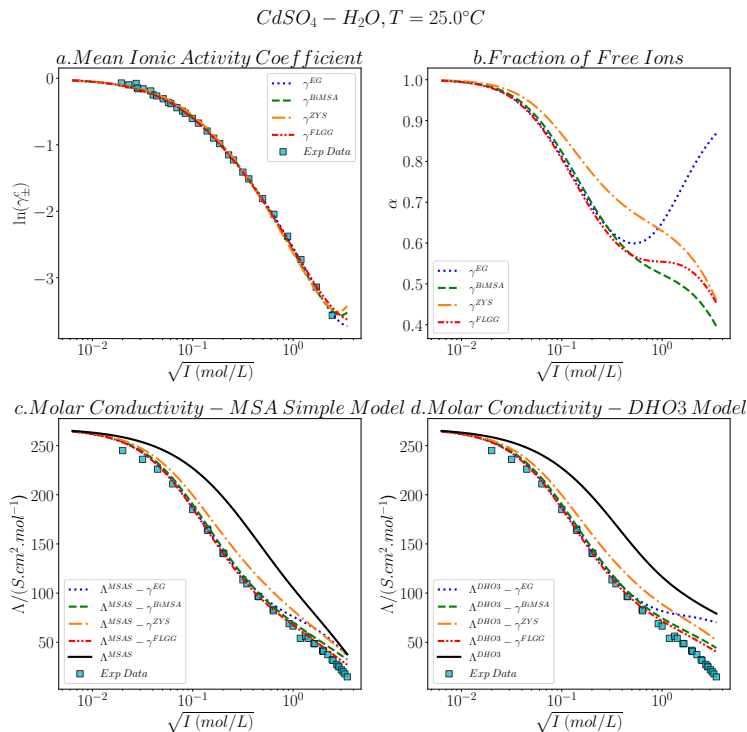 CdSO₄ − H₂O, T = 25.0°C
a.Mean Ionic Activity Coefficient
b.Fraction of Free Ions
ln(γ±ᶜ)
0
−1
−2
−3
γᴱᴳ
γᴮⁱᴹˢᴬ
γᶻʸˢ
γᶠᴸᴳᴳ
Exp Data
10⁻² 10⁻¹ 10⁰
√I (mol/L)
α
1.0
0.9
0.8
0.7
0.6
0.5
0.4
γᴱᴳ
γᴮⁱᴹˢᴬ
γᶻʸˢ
γᶠᴸᴳᴳ
10⁻² 10⁻¹ 10⁰
√I (mol/L)
c.Molar Conductivity − MSA Simple Model
d.Molar Conductivity − DHO3 Model
Λ/(S.cm².mol⁻¹)
250
200
150
100
50
Λᴹˢᴬˢ − γᴱᴳ
Λᴹˢᴬˢ − γᴮⁱᴹˢᴬ
Λᴹˢᴬˢ − γᶻʸˢ
Λᴹˢᴬˢ − γᶠᴸᴳᴳ
Λᴹˢᴬˢ
Exp Data
10⁻² 10⁻¹ 10⁰
√I (mol/L)
Λ/(S.cm².mol⁻¹)
250
200
150
100
50
Λᴰᴴᴼ³ − γᴱᴳ
Λᴰᴴᴼ³ − γᴮⁱᴹˢᴬ
Λᴰᴴᴼ³ − γᶻʸˢ
Λᴰᴴᴼ³ − γᶠᴸᴳᴳ
Λᴰᴴᴼ³
Exp Data
10⁻² 10⁻¹ 10⁰
√I (mol/L)